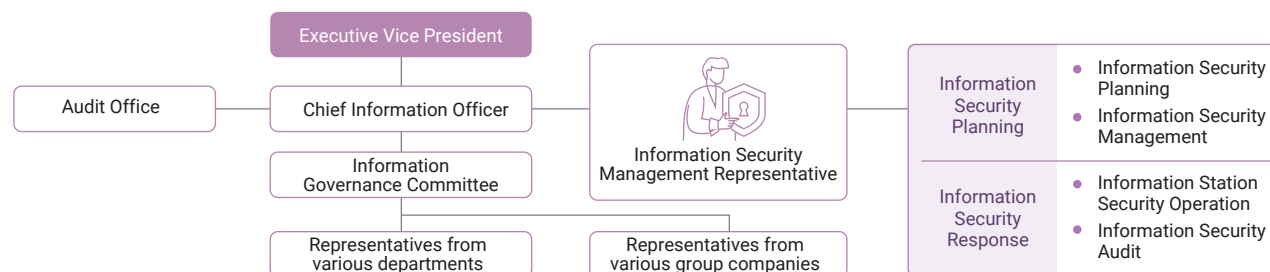 Executive Vice President
Audit Office
Chief Information Officer
Information
Governance Committee
Representatives from
various departments
Representatives from
various group companies
Information Security
Management Representative
Information
Security
Planning
Information Security
Planning
Information Security
Management
Information
Security
Response
Information Station
Security Operation
Information Security
Audit